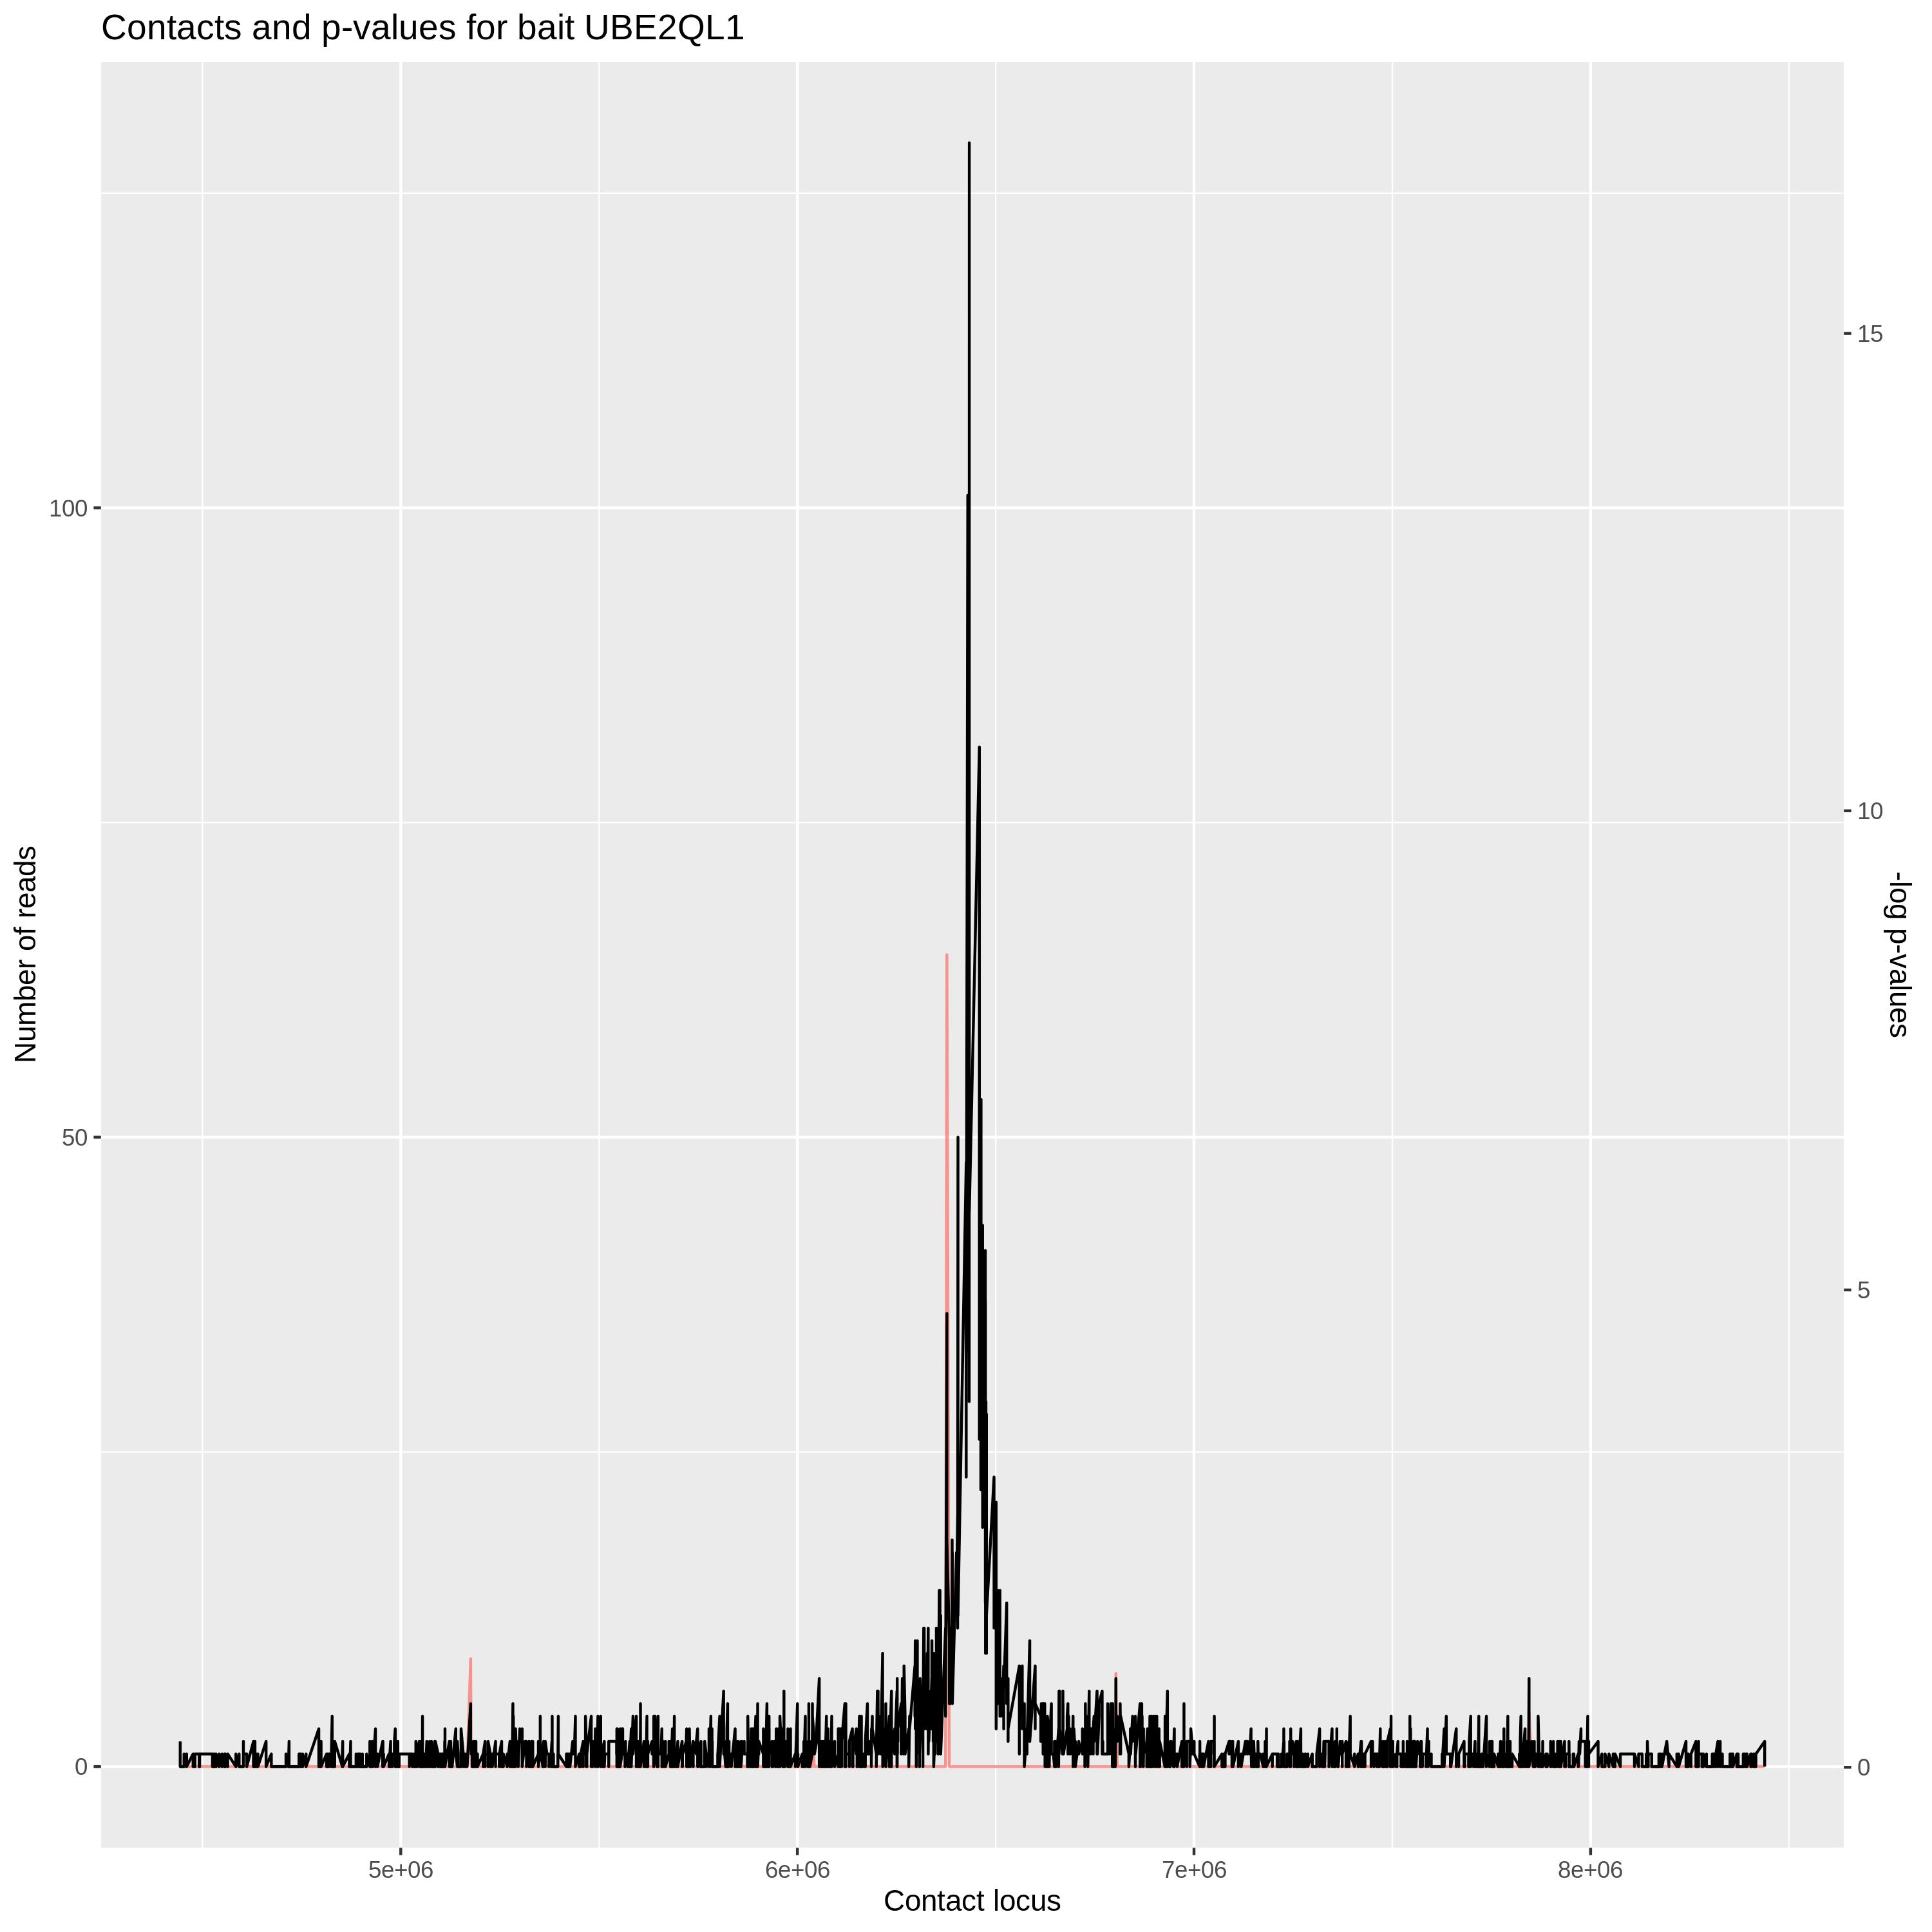 Contacts and p-values for bait UBE2QL1
Number of reads
100
50
0
15
10
5
0
-log p-values
5e+06 6e+06 7e+06 8e+06
Contact locus